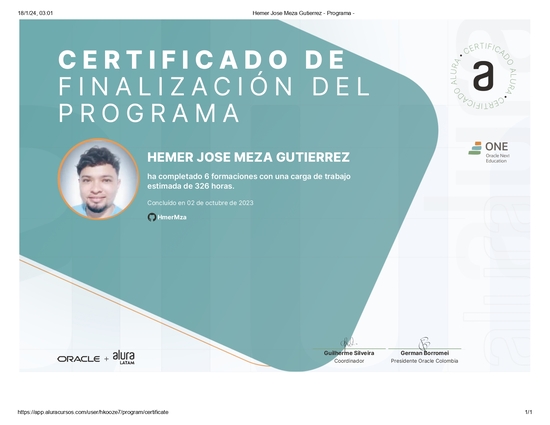 18/1/24, 03:01
Hemer Jose Meza Gutierrez - Programa -
CERTIFICADO DE
FINALIZACIÓN DEL
PROGRAMA
CERTIFICADO ALURA • CERTIFICADO ALURA •
a
ONE
Oracle Next
Education
HEMER JOSE MEZA GUTIERREZ
ha completado 6 formaciones con una carga de trabajo
estimada de 326 horas.
Concluido en 02 de octubre de 2023
HmerMza
ORACLE + alura
LATAM
Guilherme Silveira
Coordinador
German Borromei
Presidente Oracle Colombia
https://app.aluracursos.com/user/hkooze7/program/certificate
1/1